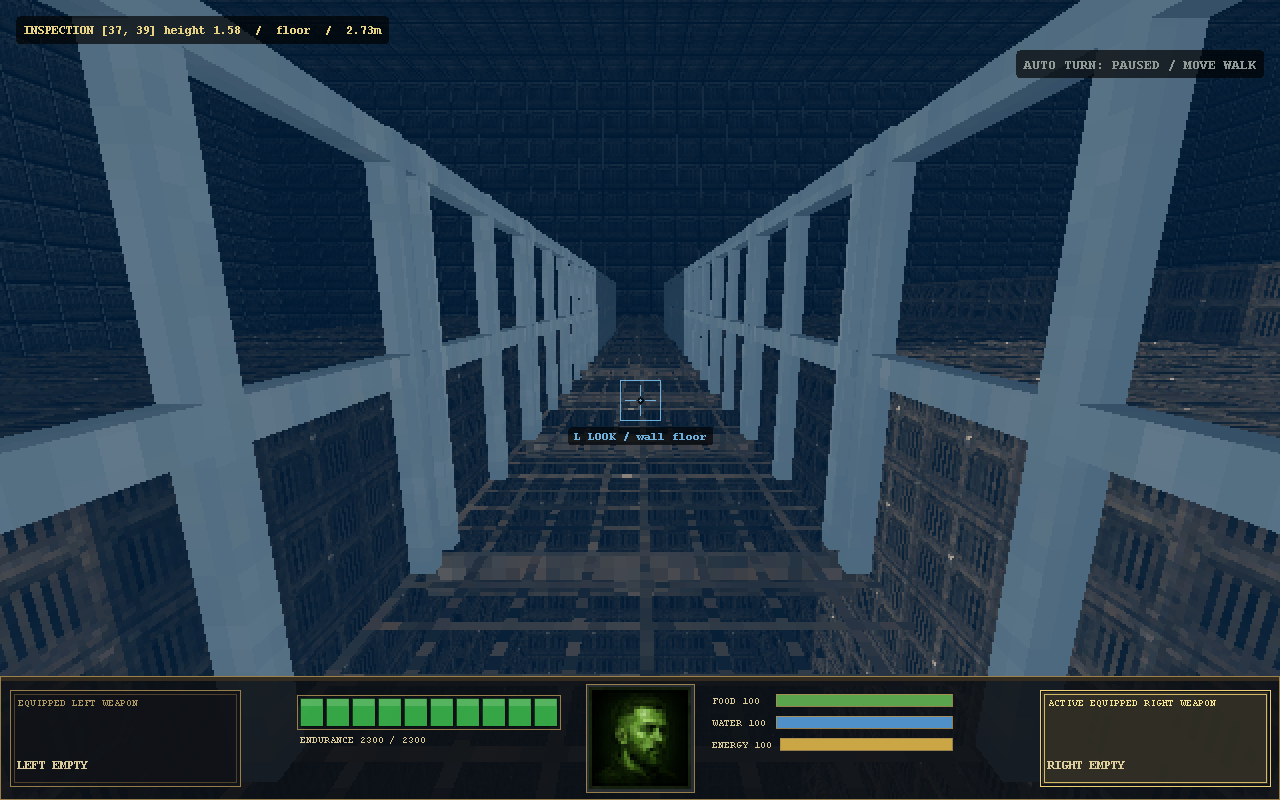 INSPECTION [37, 39] height 1.58 / floor / 2.73m
AUTO TURN: PAUSED / MOVE WALK
L LOOK / wall floor
EQUIPPED LEFT WEAPON
LEFT EMPTY
ENDURANCE 2300 / 2300
FOOD 100
WATER 100
ENERGY 100
ACTIVE EQUIPPED RIGHT WEAPON
RIGHT EMPTY